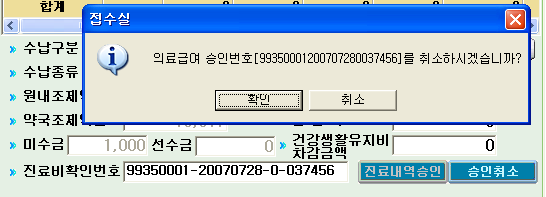 합계
접수실
의료급여 승인번호[993500012007072800037456]를 취소하시겠습니까?
확인 취소
수납구분
수납종류
원내조제
약국조제
미수금 1,000 선수금 0 건강생활유지비 차감금액 0
진료비확인번호 99350001-20070728-0-037456 진료내역승인 승인취소